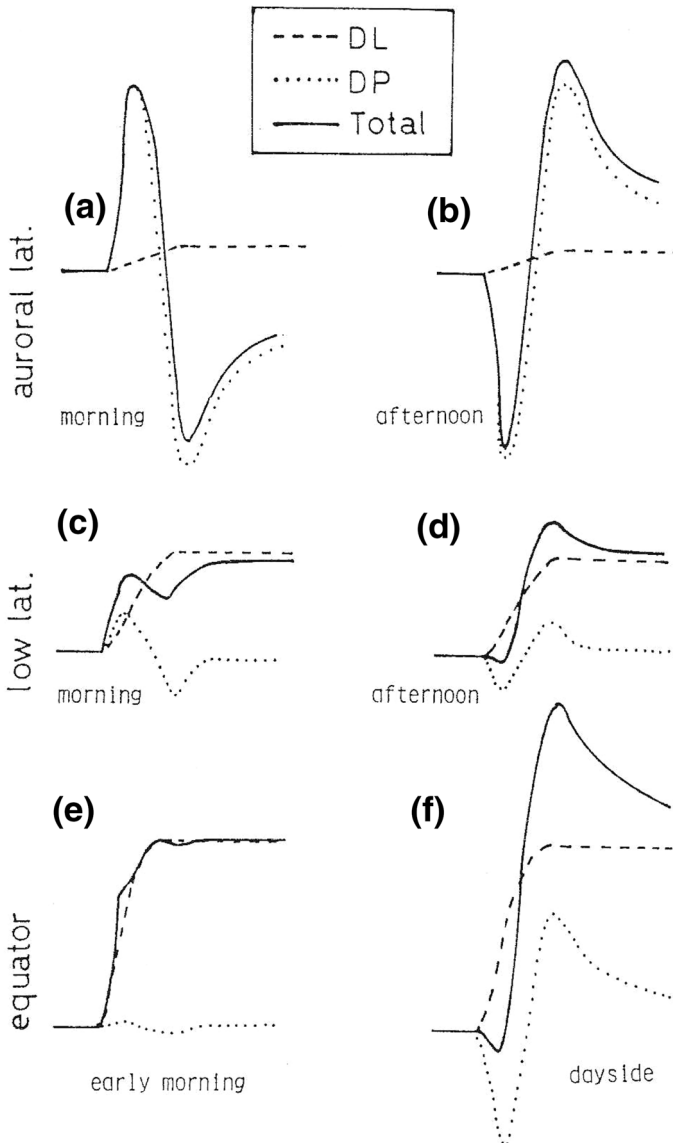 DL
DP
Total
(a)
(b)
auroral lat.
morning
afternoon
(c)
(d)
low lat.
morning
afternoon
(e)
(f)
equator
early morning
dayside